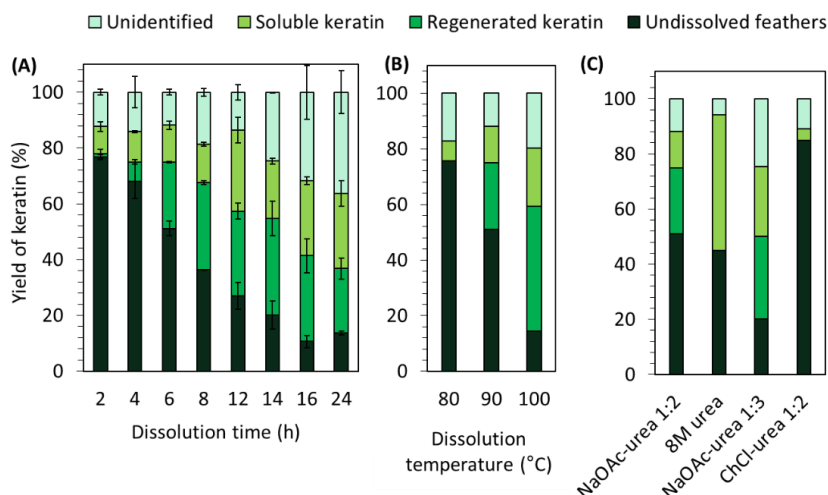 Unidentified Soluble keratin Regenerated keratin Undissolved feathers
(A) (B) (C)
Yield of keratin (%)
100
80
60
40
20
0
2 4 6 8 12 14 16 24
Dissolution time (h)
100
80
60
40
20
0
80 90 100
Dissolution
temperature (°C)
100
80
60
40
20
0
NaOAc-urea 1:2
8M urea
NaOAc-urea 1:3
ChCl-urea 1:2